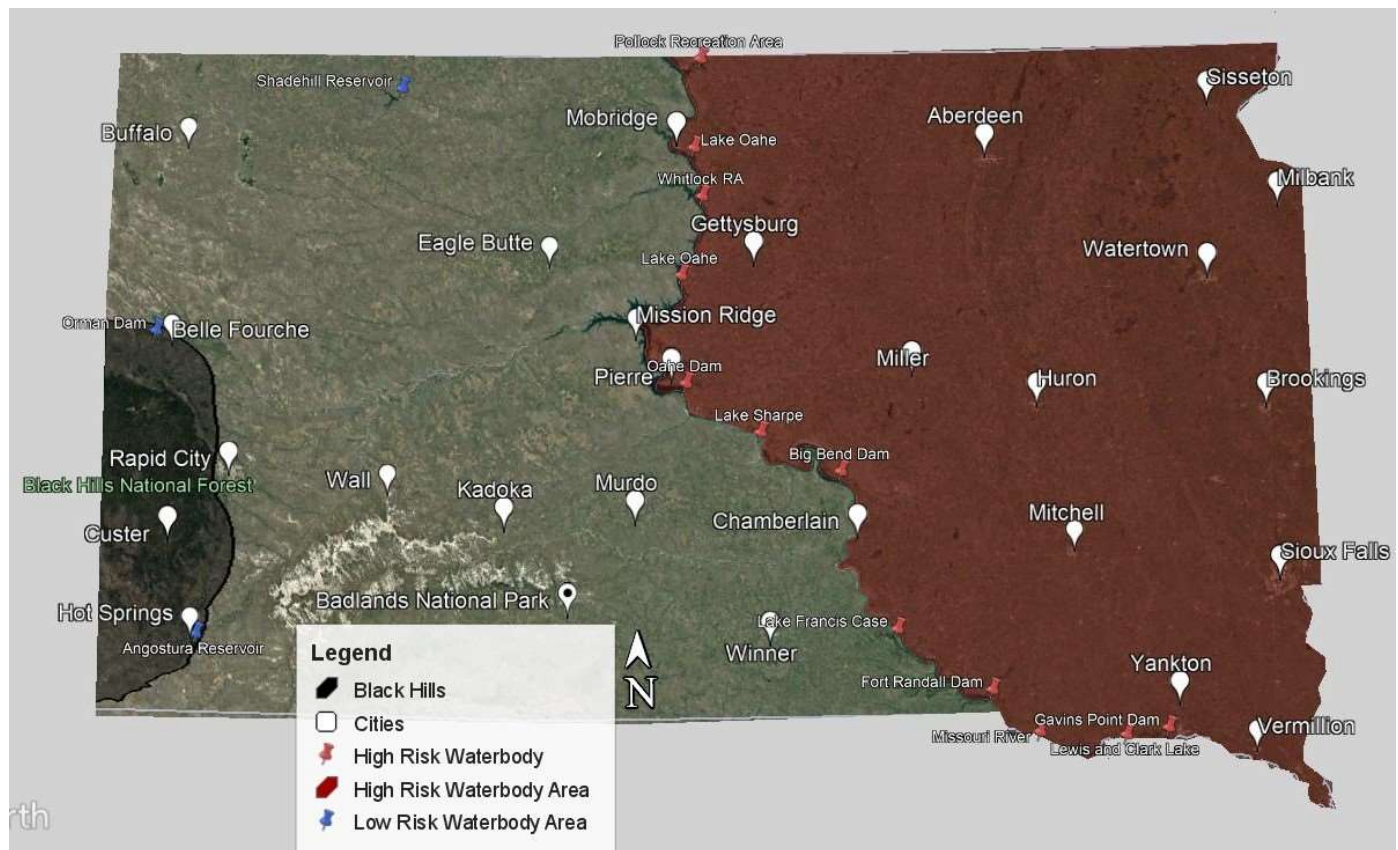 Pollock Recreation Area
Shadehill Reservoir
Sisseton
Buffalo
Mobridge
Aberdeen
Lake Oahe
Whitlock RA
Milbank
Gettysburg
Eagle Butte
Watertown
Lake Oahe
Mission Ridge
Orman Dam
Belle Fourche
Miller
Oahe Dam
Pierre
Huron
Brookings
Lake Sharpe
Rapid City
Big Bend Dam
Black Hills National Forest
Wall
Kadoka
Murdo
Chamberlain
Mitchell
Custer
Sioux Falls
Badlands National Park
Hot Springs
Lake Francis Case
Angostura Reservoir
Winner
Yankton
Fort Randall Dam
Gavins Point Dam
Vermillion
Missouri River
Lewis and Clark Lake
N
Legend
Black Hills
Cities
High Risk Waterbody
High Risk Waterbody Area
Low Risk Waterbody Area
rth